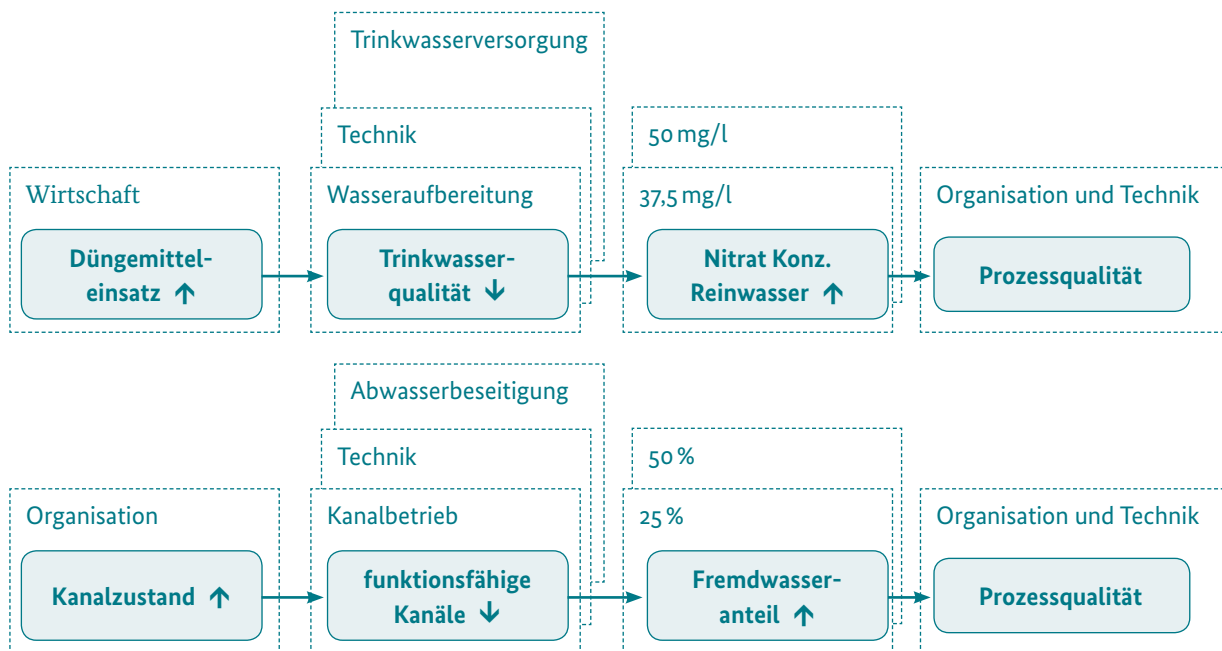 Trinkwasserversorgung
Technik
50 mg/l
Wirtschaft
Wasseraufbereitung
37,5 mg/l
Organisation und Technik
Düngemittel-
einsatz ↑
Trinkwasser-
qualität ↓
Nitrat Konz.
Reinwasser ↑
Prozessqualität
Abwasserbeseitigung
Technik
50 %
Organisation
Kanalbetrieb
25 %
Organisation und Technik
Kanalzustand ↑
funktionsfähige
Kanäle ↓
Fremdwasser-
anteil ↑
Prozessqualität